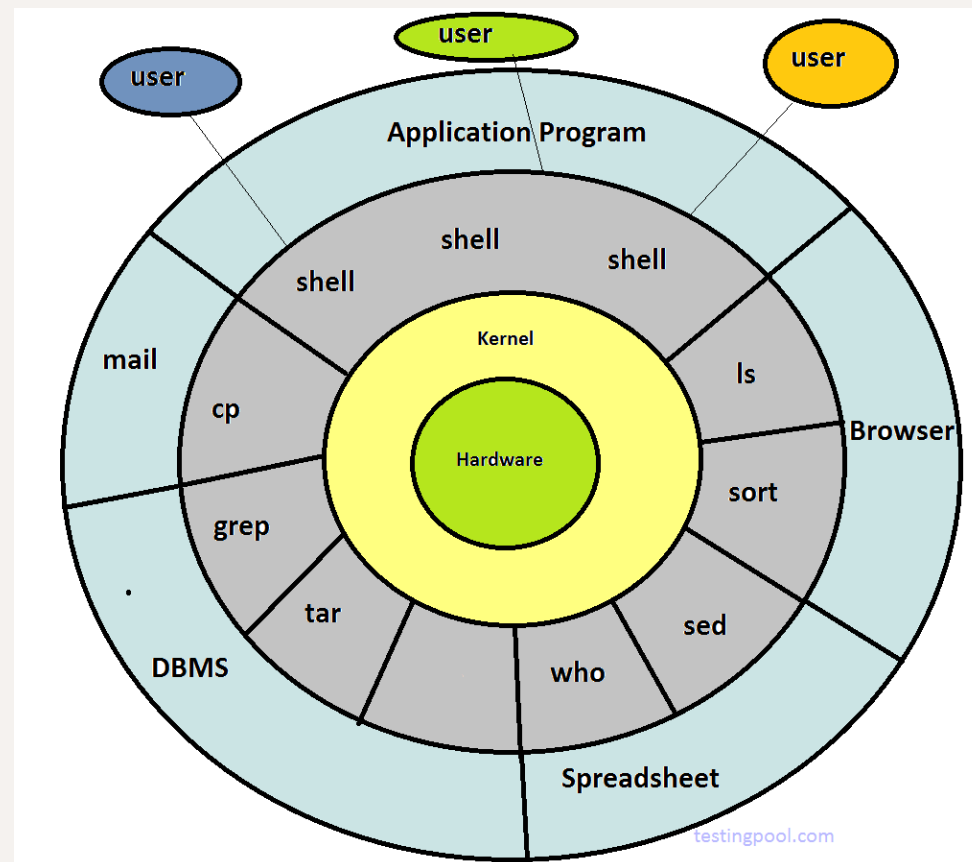 user
user
user
Application Program
shell
shell
shell
Kernel
mail
ls
cp
Browser
Hardware
sort
grep
tar
sed
DBMS
who
Spreadsheet
testingpool.com